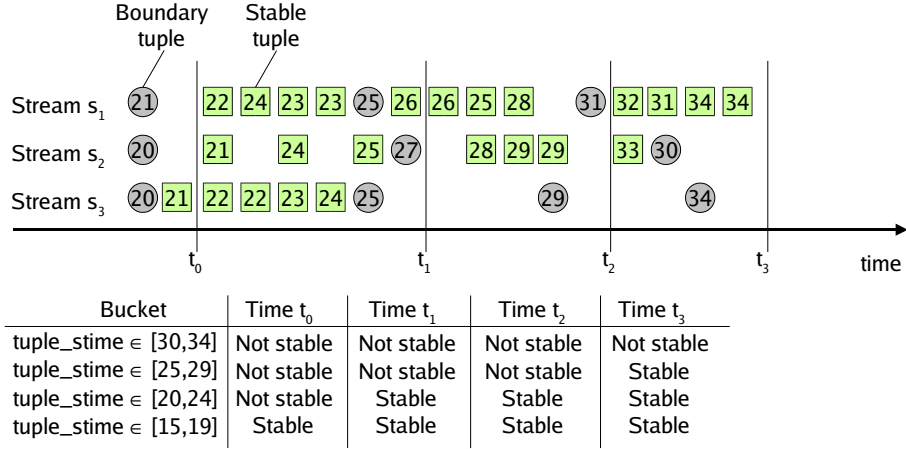 Boundary tuple
Stable tuple
Stream s1 21 22 24 23 23 25 26 26 25 28 31 32 31 34 34
Stream s2 20 21 24 25 27 28 29 29 33 30
Stream s3 20 21 22 22 23 24 25 29 34
t0 t1 t2 t3 time
Bucket Time t0 Time t1 Time t2 Time t3
tuple_stime ∈ [30,34] Not stable Not stable Not stable Not stable
tuple_stime ∈ [25,29] Not stable Not stable Not stable Stable
tuple_stime ∈ [20,24] Not stable Stable Stable Stable
tuple_stime ∈ [15,19] Stable Stable Stable Stable